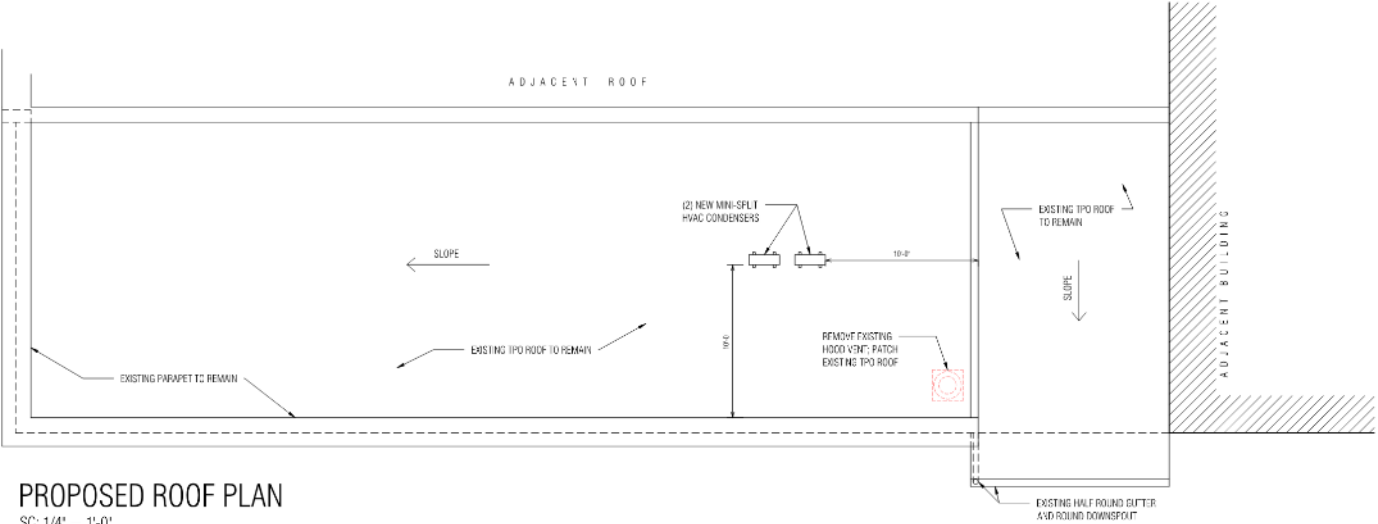 ADJACENT ROOF
(2) NEW MINI-SPLIT
HVAC CONDENSERS
EXISTING TPO ROOF
TO REMAIN
SLOPE
10'-0"
SLOPE
ADJACENT BUILDING
10'-0
REMOVE EXISTING
HOOD VENT; PATCH
EXISTING TPO ROOF
EXISTING TPO ROOF TO REMAIN
EXISTING PARAPET TO REMAIN
PROPOSED ROOF PLAN
SC: 1/4" = 1'-0"
EXISTING HALF ROUND GUTTER
AND ROUND DOWNSPOUT